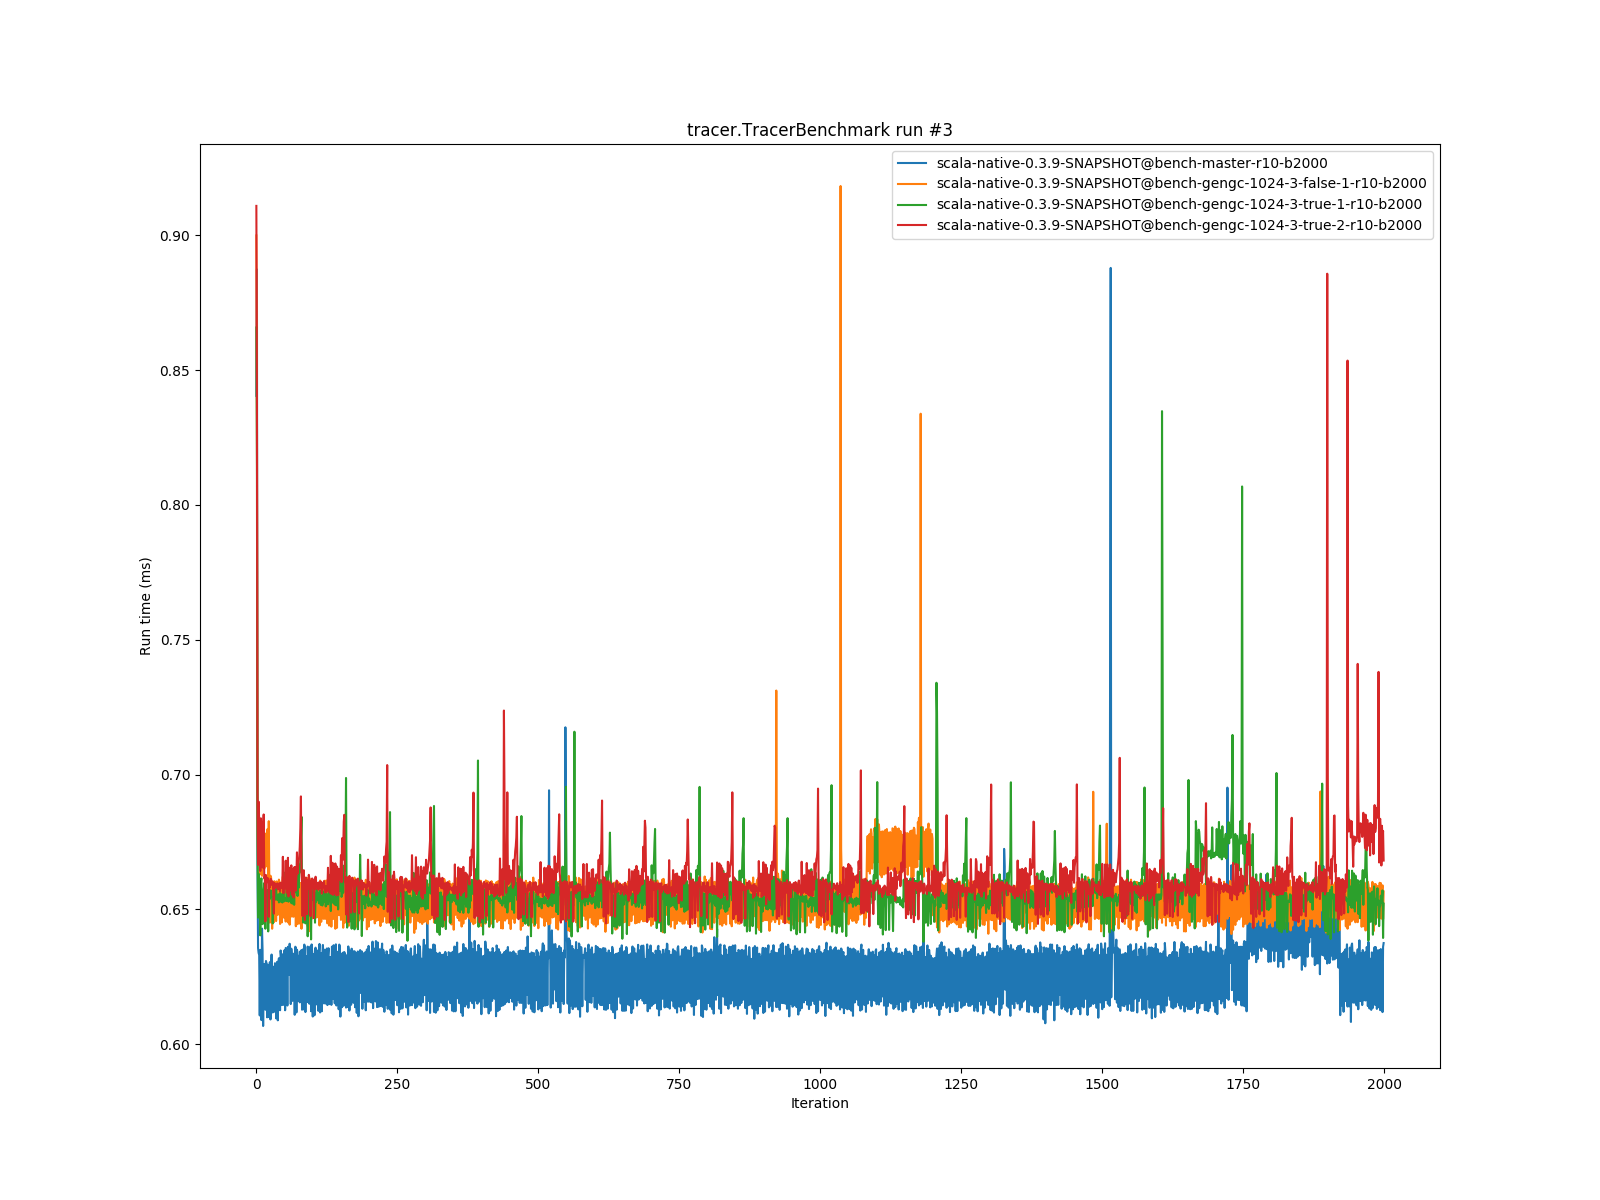 tracer.TracerBenchmark run #3
scala-native-0.3.9-SNAPSHOT@bench-master-r10-b2000
scala-native-0.3.9-SNAPSHOT@bench-gengc-1024-3-false-1-r10-b2000
scala-native-0.3.9-SNAPSHOT@bench-gengc-1024-3-true-1-r10-b2000
scala-native-0.3.9-SNAPSHOT@bench-gengc-1024-3-true-2-r10-b2000
0.90
0.85
0.80
0.75
0.70
0.65
0.60
Run time (ms)
0 250 500 750 1000 1250 1500 1750 2000
Iteration